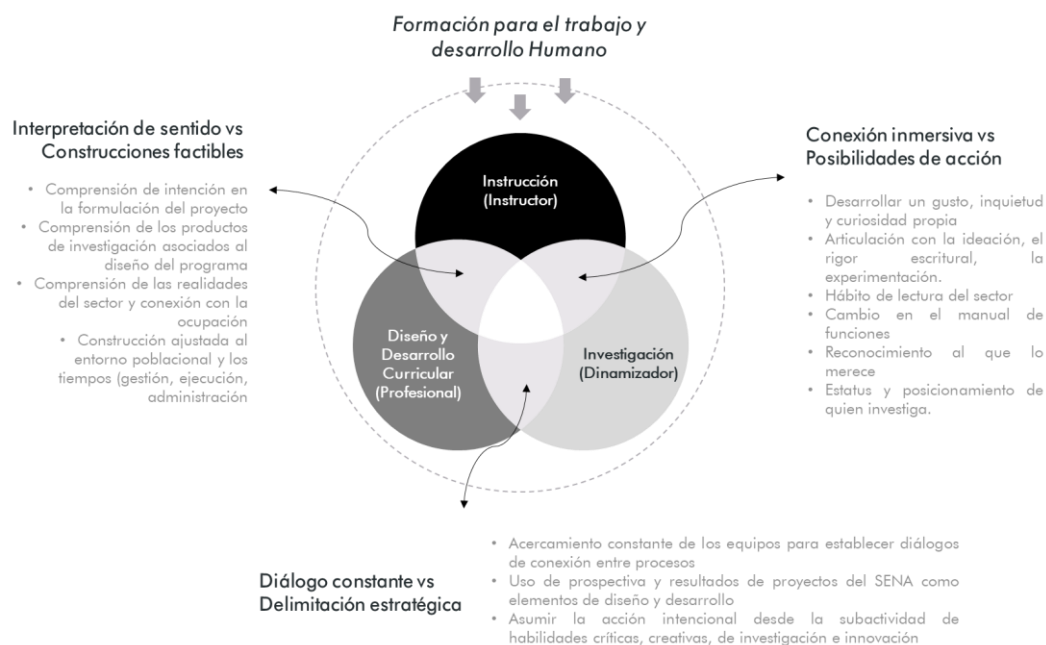 Formación para el trabajo y
desarrollo Humano
Interpretación de sentido vs
Construcciones factibles
• Comprensión de intención en
la formulación del proyecto
• Comprensión de los productos
de investigación asociados al
diseño del programa
• Comprensión de las realidades
del sector y conexión con la
ocupación
• Construcción ajustada al
entorno poblacional y los
tiempos (gestión, ejecución,
administración
Instrucción
(Instructor)
Diseño y
Desarrollo
Curricular
(Profesional)
Investigación
(Dinamizador)
Conexión inmersiva vs
Posibilidades de acción
• Desarrollar un gusto, inquietud
y curiosidad propia
• Articulación con la ideación, el
rigor escritural, la
experimentación.
• Hábito de lectura del sector
• Cambio en el manual de
funciones
• Reconocimiento al que lo
merece
• Estatus y posicionamiento de
quien investiga.
Diálogo constante vs
Delimitación estratégica
• Acercamiento constante de los equipos para establecer diálogos
de conexión entre procesos
• Uso de prospectiva y resultados de proyectos del SENA como
elementos de diseño y desarrollo
• Asumir la acción intencional desde la subactividad de
habilidades críticas, creativas, de investigación e innovación